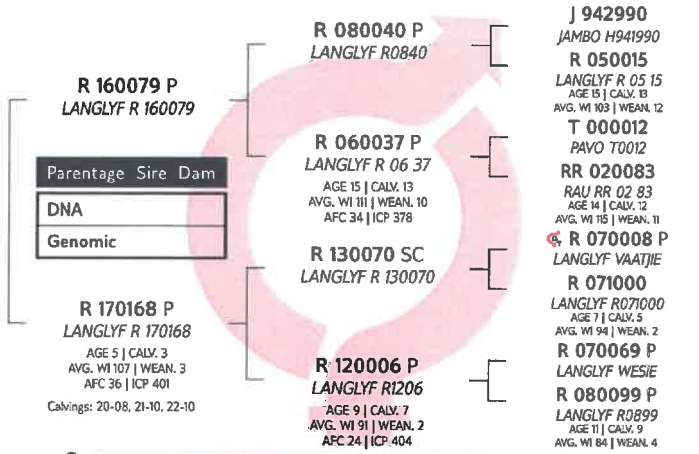 R 160079 P
LANGLYF R 160079
Parentage Sire Dam
DNA
Genomic
R 170168 P
LANGLYF R 170168
AGE 5 | CALV. 3
AVG. WI 107 | WEAN. 3
AFC 36 | ICP 401
Calvings: 20-08, 21-10, 22-10
R 080040 P
LANGLYF R0840
R 060037 P
LANGLYF R 06 37
AGE 15 | CALV. 13
AVG. WI 111 | WEAN. 10
AFC 34 | ICP 378
R 130070 SC
LANGLYF R 130070
R 120006 P
LANGLYF R1206
AGE 9 | CALV. 7
AVG. WI 91 | WEAN. 2
AFC 24 | ICP 404
J 942990
JAMBO H941990
R 050015
LANGLYF R 05 15
AGE 15 | CALV. 13
AVG. WI 103 | WEAN. 12
T 000012
PAVO T0012
RR 020083
RAU RR 02 83
AGE 14 | CALV. 12
AVG. WI 115 | WEAN. 11
R 070008 P
LANGLYF VAATJIE
R 071000
LANGLYF R071000
AGE 7 | CALV. 5
AVG. WI 94 | WEAN. 2
R 070069 P
LANGLYF WESIE
R 080099 P
LANGLYF R0899
AGE 11 | CALV. 9
AVG. WI 84 | WEAN. 4